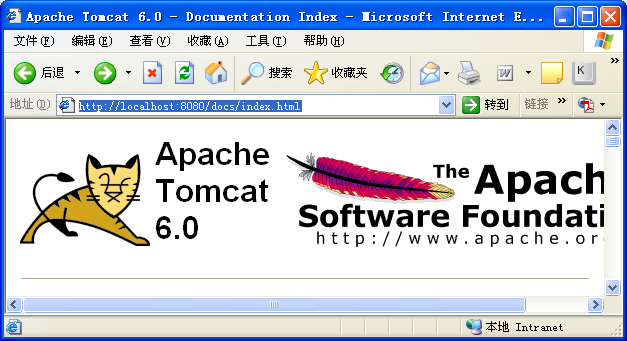 Apache Tomcat 6.0 - Documentation Index - Microsoft Internet E...
文件(F) 编辑(E) 查看(V) 收藏(A) 工具(T) 帮助(H)
后退 搜索 收藏夹 W K
地址(D) http://localhost:8080/docs/index.html 转到 链接
Apache
Tomcat
6.0
The Apach
Software Foundati
http://www.apache.or
本地 Intranet